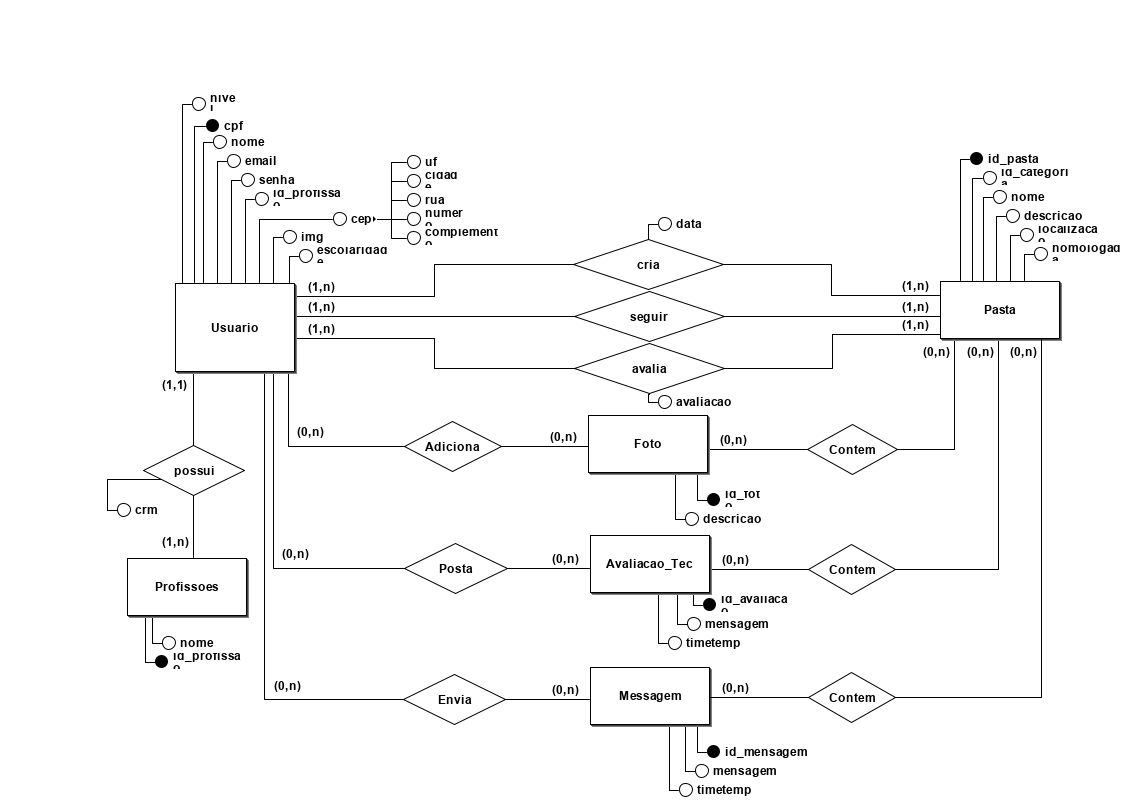 nivel
cpf
nome
email
senha
id_profissao
cep
img
escolaridade
uf
cidade
rua
numero
complemento
data
id_pasta
id_categoria
nome
descricao
localizacao
homologada
Usuario
(1,n)
(1,n)
(1,n)
cria
seguir
avalia
avaliacao
(1,n)
(1,n)
(1,n)
Pasta
(0,n)
(0,n)
(0,n)
(1,1)
possui
crm
(1,n)
Profissoes
nome
id_profissao
(0,n)
Adiciona
(0,n)
Foto
(0,n)
Contem
id_foto
descricao
(0,n)
Posta
(0,n)
Avaliacao_Tec
(0,n)
Contem
id_avaliacao
mensagem
timetemp
(0,n)
Envia
(0,n)
Messagem
(0,n)
Contem
id_mensagem
mensagem
timetemp